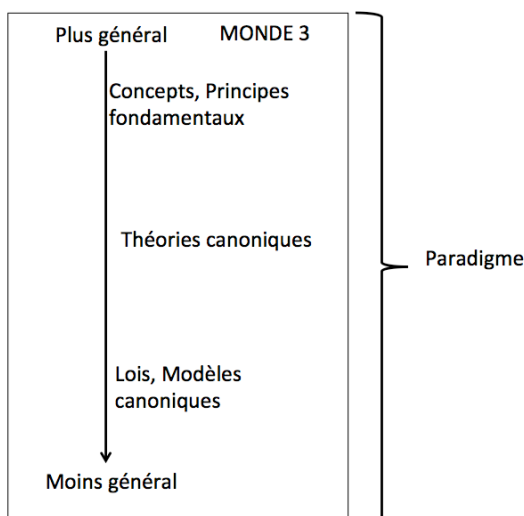 Plus général MONDE 3
Concepts, Principes
fondamentaux
Théories canoniques
Paradigme
Lois, Modèles
canoniques
Moins général